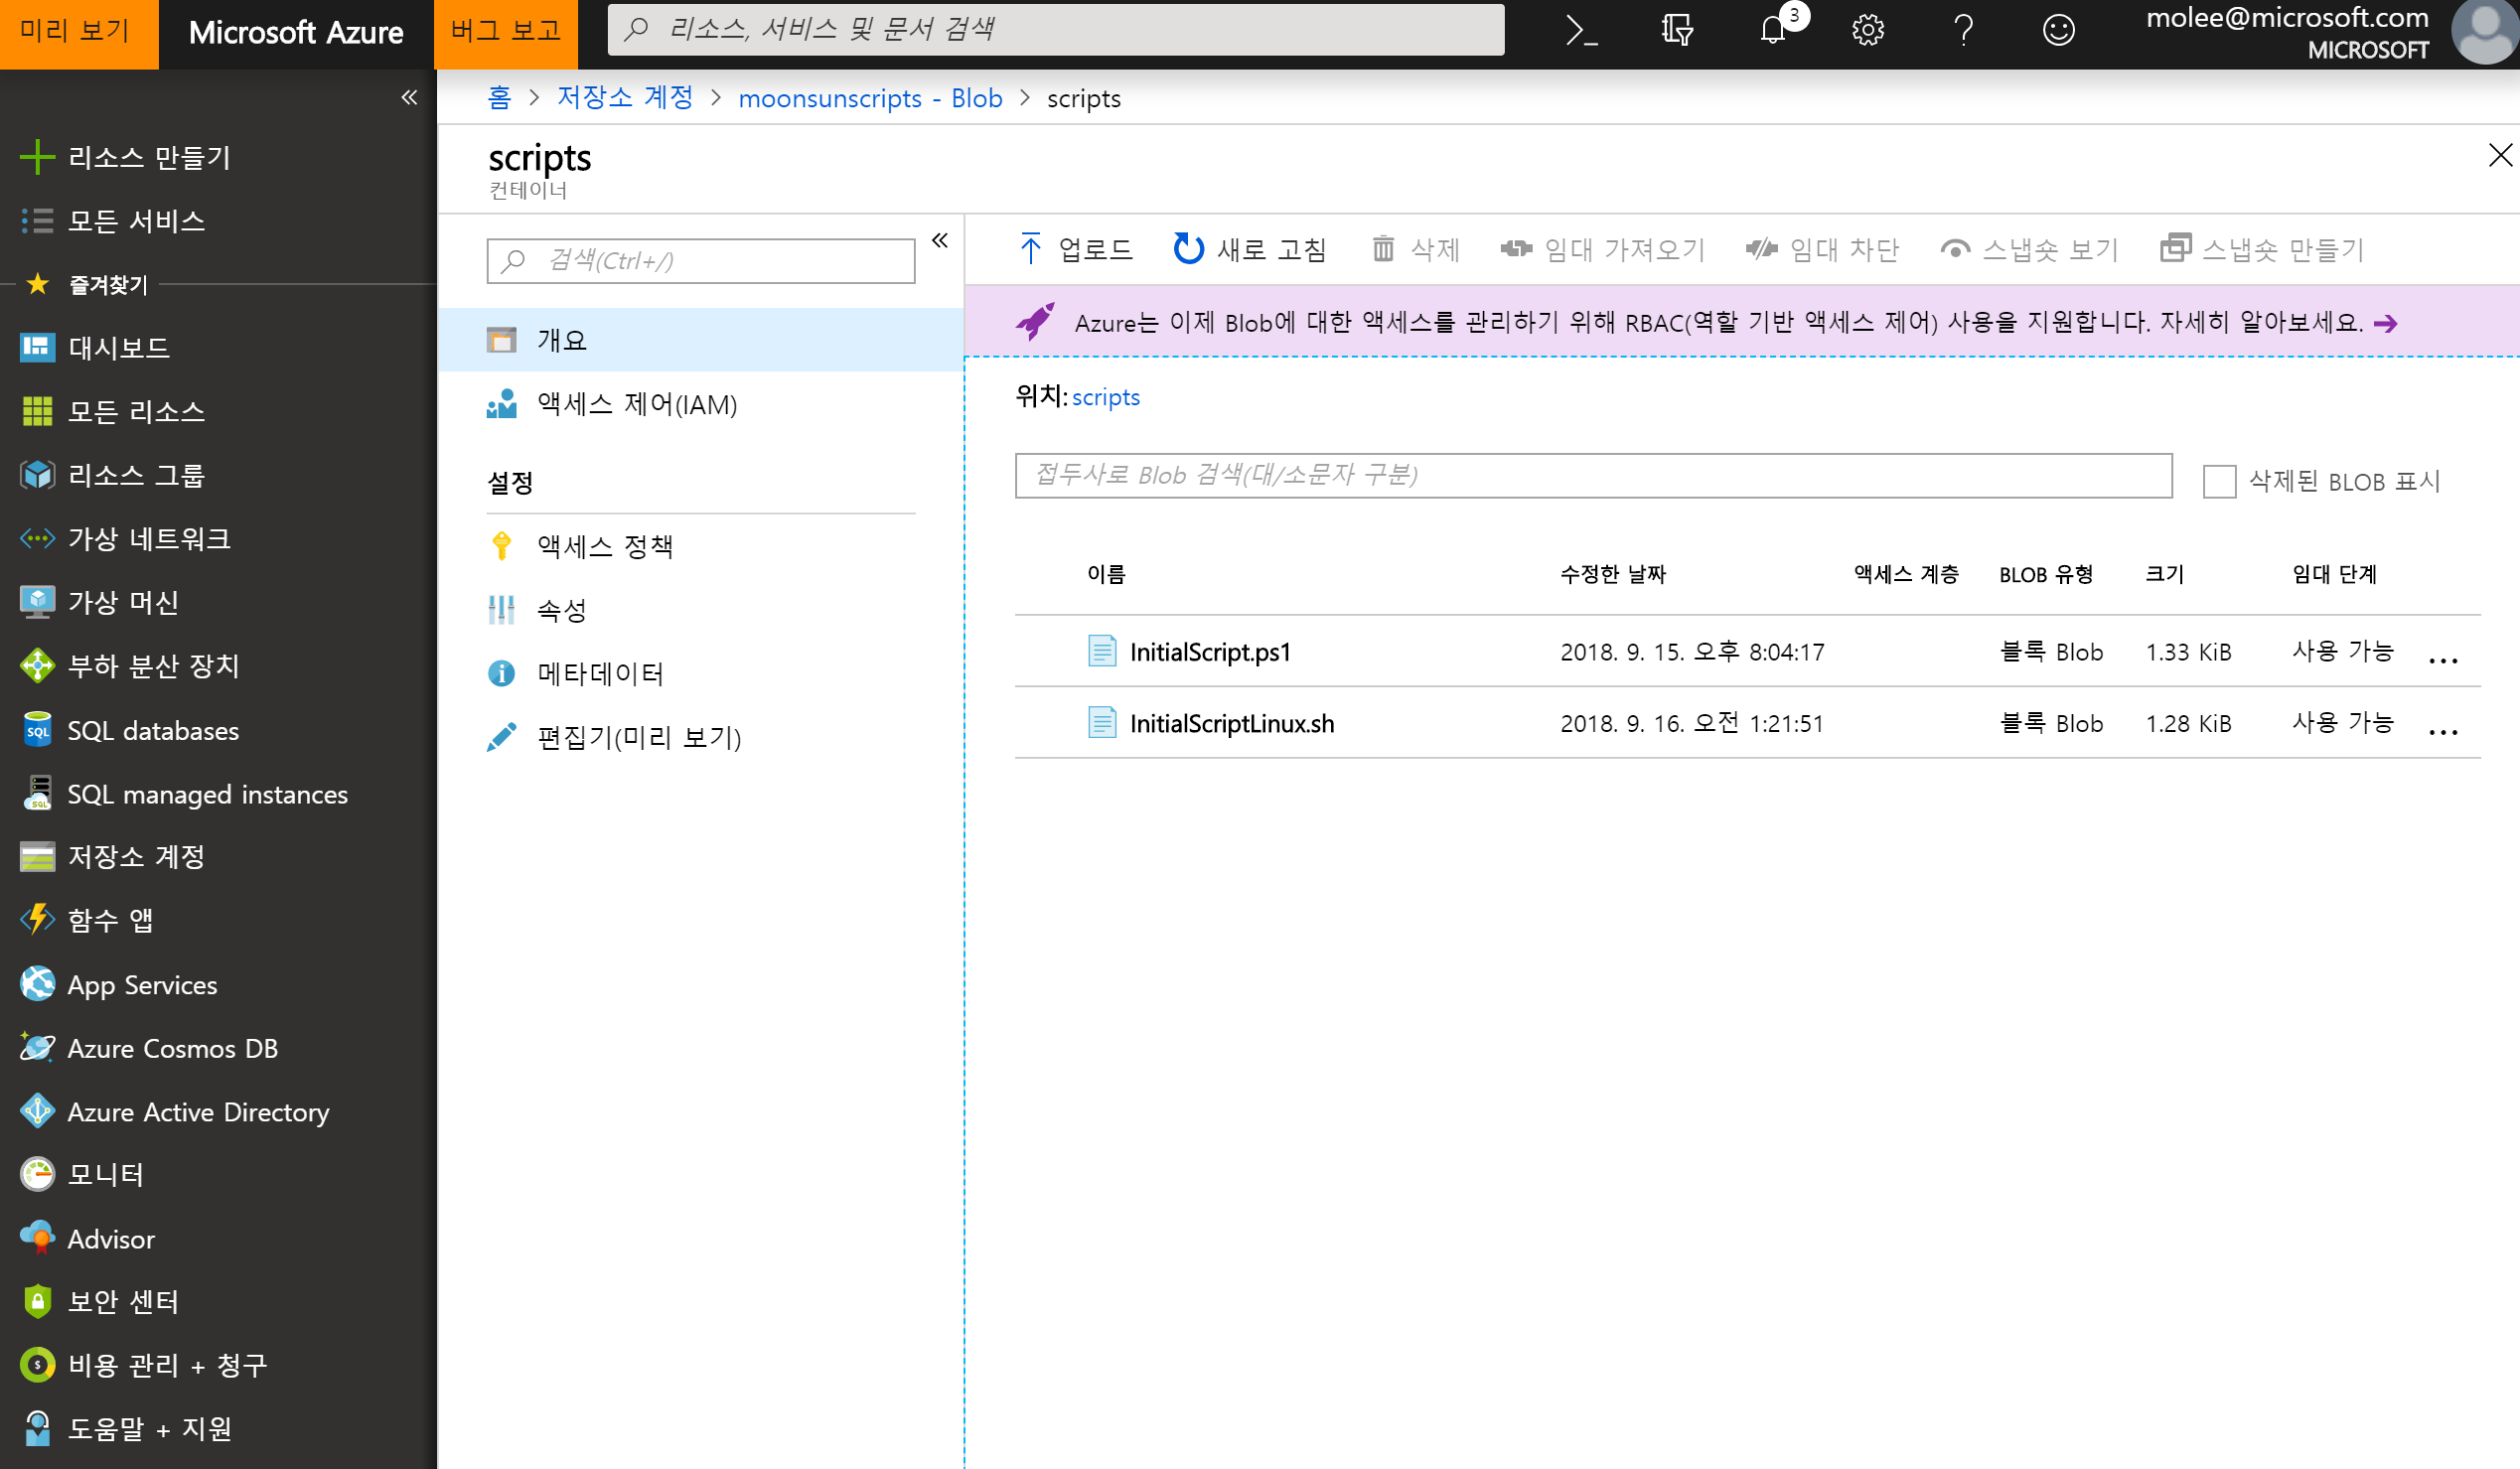 미리 보기
Microsoft Azure
버그 보고
리소스, 서비스 및 문서 검색
3
molee@microsoft.com
MICROSOFT
리소스 만들기
모든 서비스
즐겨찾기
대시보드
모든 리소스
리소스 그룹
가상 네트워크
가상 머신
부하 분산 장치
SQL databases
SQL managed instances
저장소 계정
함수 앱
App Services
Azure Cosmos DB
Azure Active Directory
모니터
Advisor
보안 센터
비용 관리 + 청구
도움말 + 지원
홈 > 저장소 계정 > moonsunscripts - Blob > scripts
scripts
컨테이너
검색(Ctrl+/)
개요
액세스 제어(IAM)
설정
액세스 정책
속성
메타데이터
편집기(미리 보기)
업로드 새로 고침 삭제 임대 가져오기 임대 차단 스냅숏 보기 스냅숏 만들기
Azure는 이제 Blob에 대한 액세스를 관리하기 위해 RBAC(역할 기반 액세스 제어) 사용을 지원합니다. 자세히 알아보세요.
위치: scripts
접두사로 Blob 검색(대/소문자 구분)
삭제된 BLOB 표시
이름 수정한 날짜 액세스 계층 BLOB 유형 크기 임대 단계
InitialScript.ps1 2018. 9. 15. 오후 8:04:17 블록 Blob 1.33 KiB 사용 가능 ...
InitialScriptLinux.sh 2018. 9. 16. 오전 1:21:51 블록 Blob 1.28 KiB 사용 가능 ...